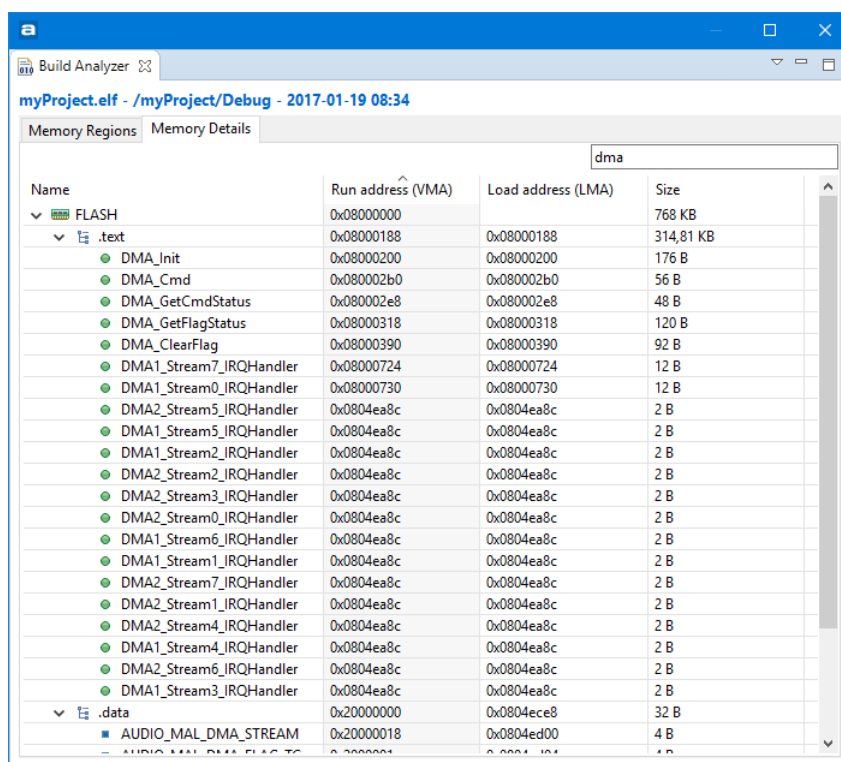 Build Analyzer
myProject.elf - /myProject/Debug - 2017-01-19 08:34
Memory Regions Memory Details
dma
Name Run address (VMA) Load address (LMA) Size
FLASH 0x08000000 768 KB
.text 0x08000188 0x08000188 314,81 KB
DMA_Init 0x08000200 0x08000200 176 B
DMA_Cmd 0x080002b0 0x080002b0 56 B
DMA_GetCmdStatus 0x080002e8 0x080002e8 48 B
DMA_GetFlagStatus 0x08000318 0x08000318 120 B
DMA_ClearFlag 0x08000390 0x08000390 92 B
DMA1_Stream7_IRQHandler 0x08000724 0x08000724 12 B
DMA1_Stream0_IRQHandler 0x08000730 0x08000730 12 B
DMA2_Stream5_IRQHandler 0x0804ea8c 0x0804ea8c 2 B
DMA1_Stream5_IRQHandler 0x0804ea8c 0x0804ea8c 2 B
DMA1_Stream2_IRQHandler 0x0804ea8c 0x0804ea8c 2 B
DMA2_Stream2_IRQHandler 0x0804ea8c 0x0804ea8c 2 B
DMA2_Stream3_IRQHandler 0x0804ea8c 0x0804ea8c 2 B
DMA2_Stream0_IRQHandler 0x0804ea8c 0x0804ea8c 2 B
DMA1_Stream6_IRQHandler 0x0804ea8c 0x0804ea8c 2 B
DMA1_Stream1_IRQHandler 0x0804ea8c 0x0804ea8c 2 B
DMA2_Stream7_IRQHandler 0x0804ea8c 0x0804ea8c 2 B
DMA2_Stream1_IRQHandler 0x0804ea8c 0x0804ea8c 2 B
DMA2_Stream4_IRQHandler 0x0804ea8c 0x0804ea8c 2 B
DMA1_Stream4_IRQHandler 0x0804ea8c 0x0804ea8c 2 B
DMA2_Stream6_IRQHandler 0x0804ea8c 0x0804ea8c 2 B
DMA1_Stream3_IRQHandler 0x0804ea8c 0x0804ea8c 2 B
.data 0x20000000 0x0804ece8 32 B
AUDIO_MAL_DMA_STREAM 0x20000018 0x0804ed00 4 B